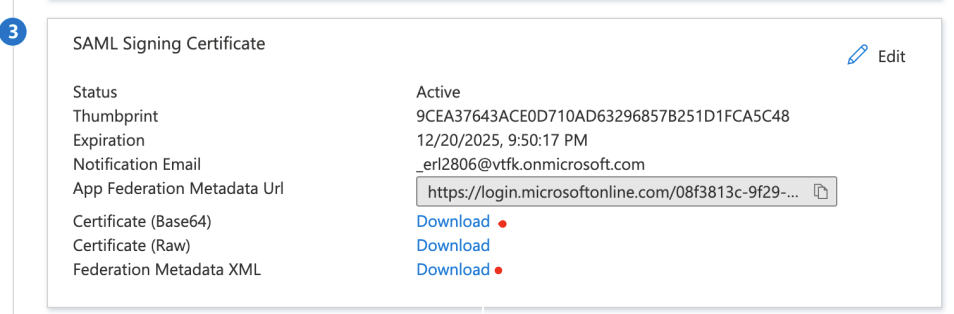 3
SAML Signing Certificate
Edit
Status Active
Thumbprint 9CEA37643ACE0D710AD63296857B251D1FCA5C48
Expiration 12/20/2025, 9:50:17 PM
Notification Email _erl2806@vtfk.onmicrosoft.com
App Federation Metadata Url https://login.microsoftonline.com/08f3813c-9f29-...
Certificate (Base64) Download
Certificate (Raw) Download
Federation Metadata XML Download